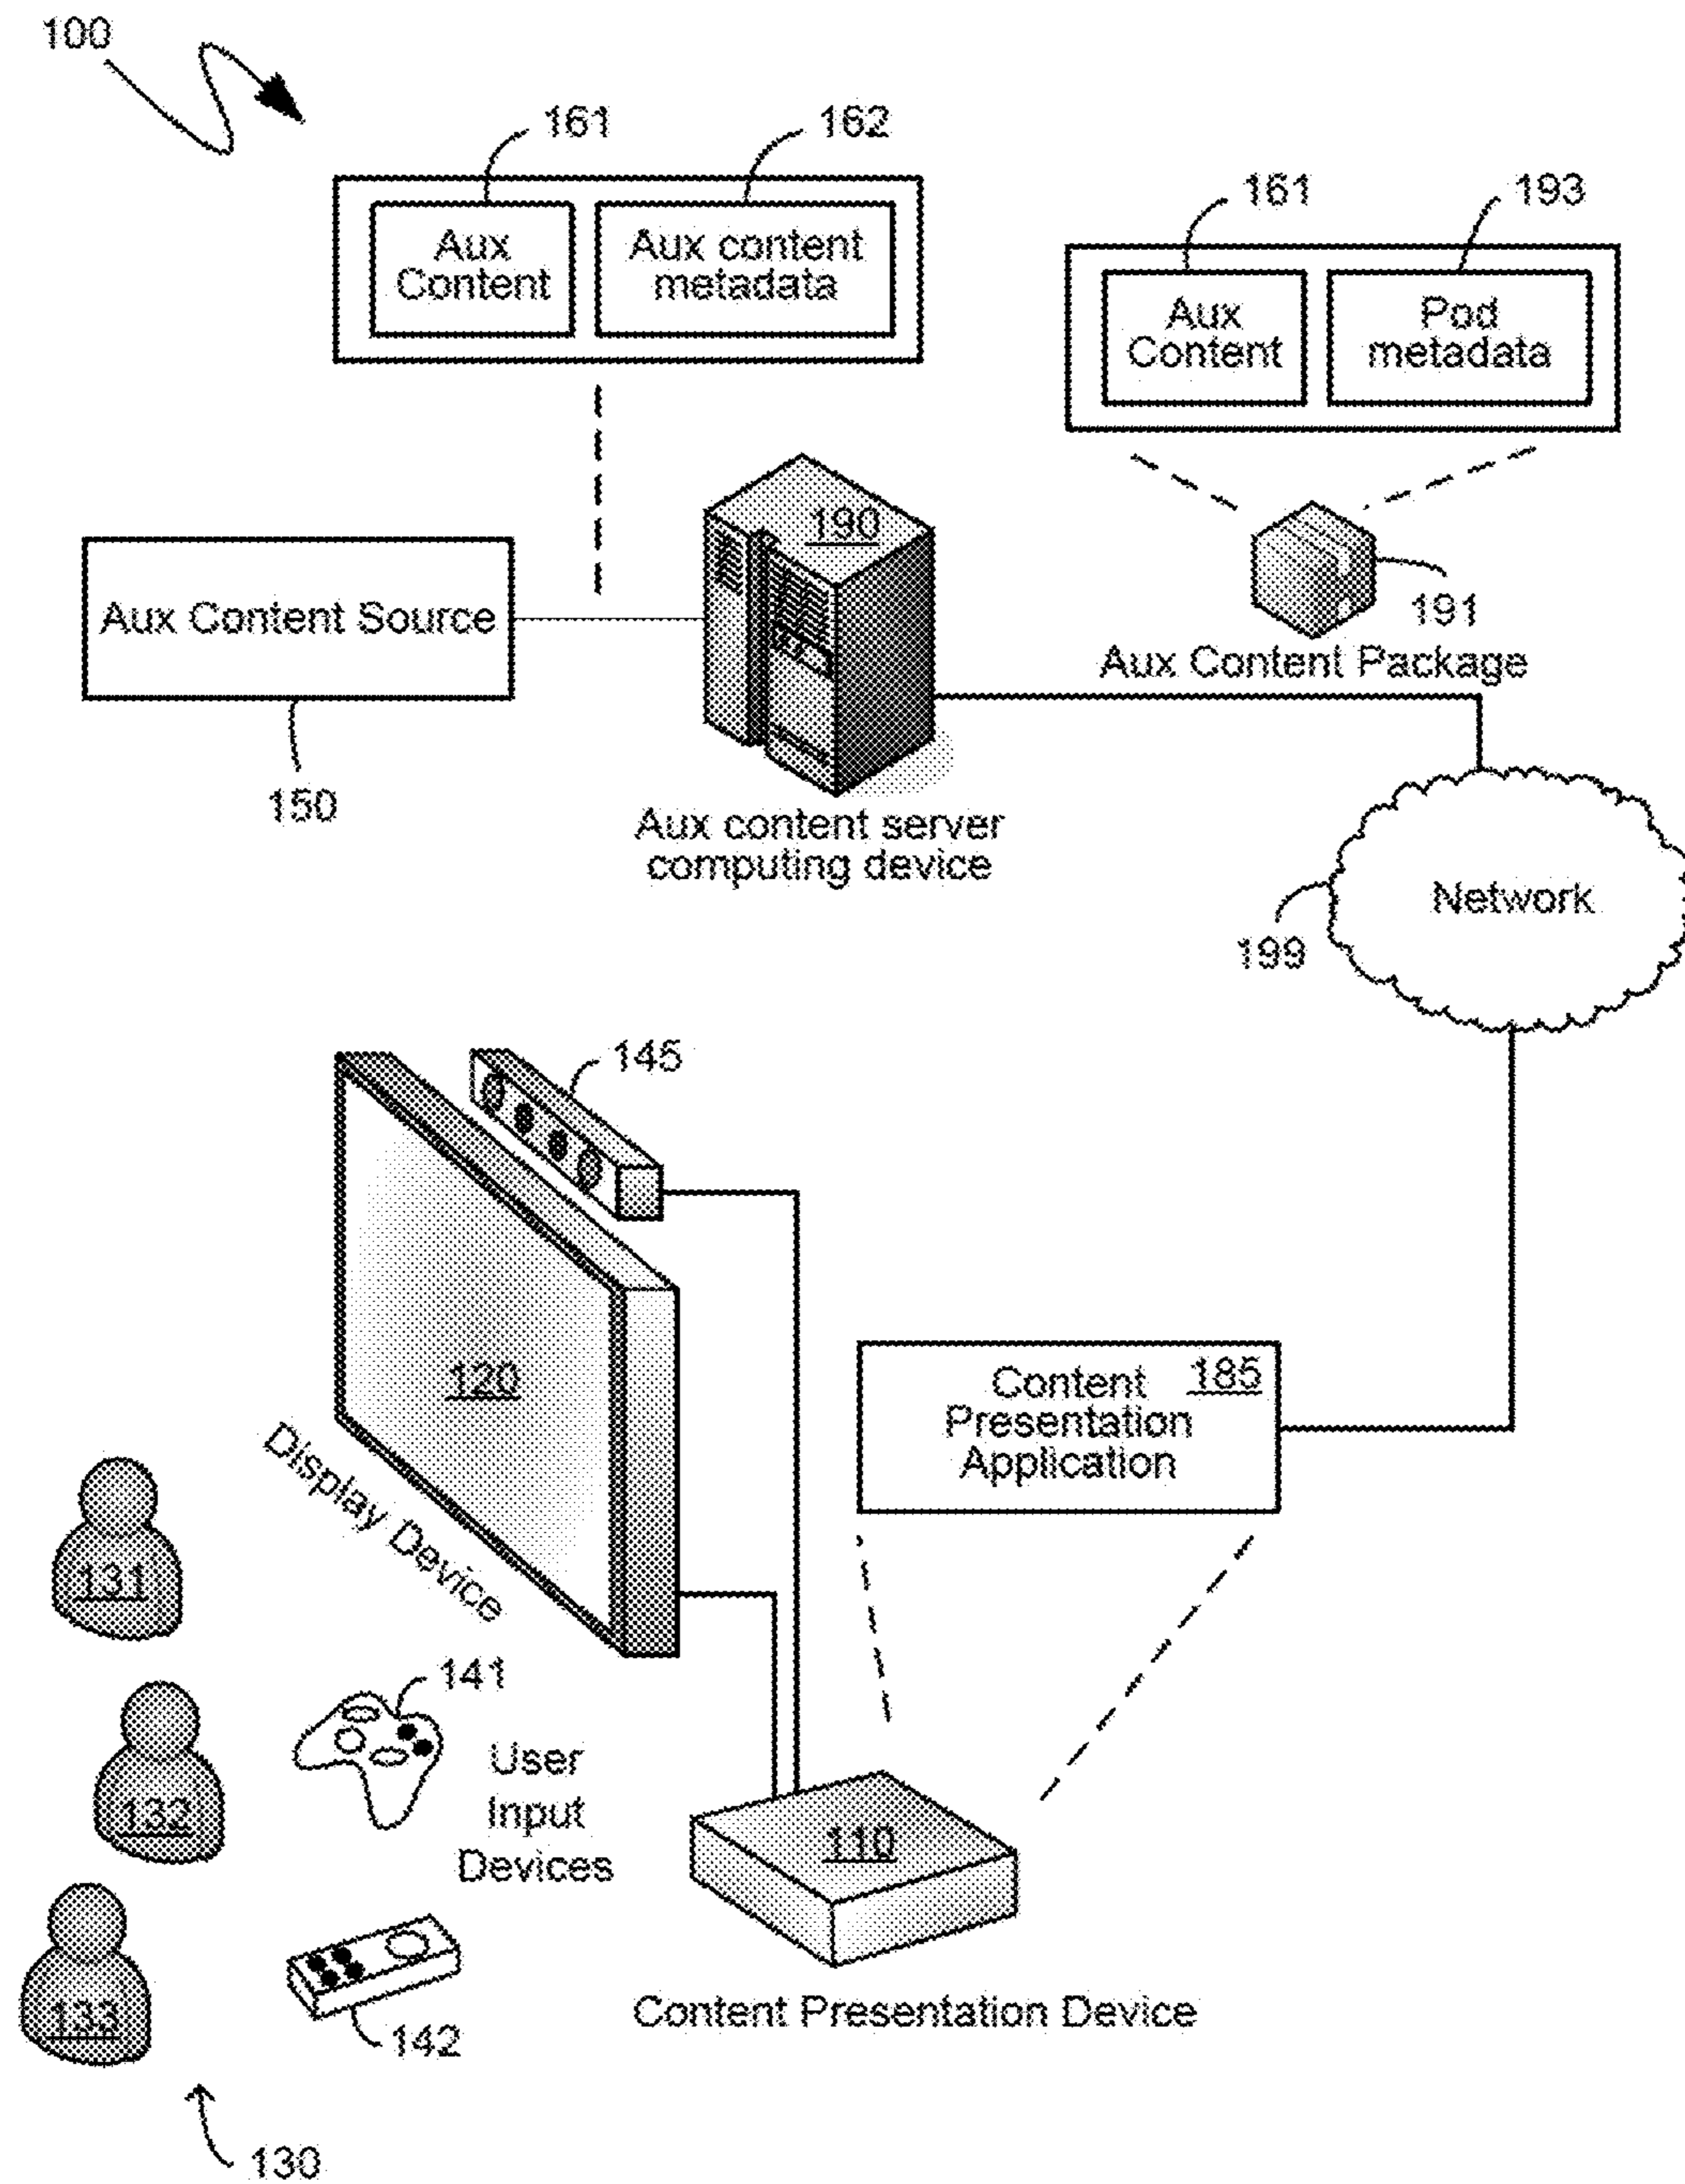 100
161
162
Aux
Content
Aux content
metadata
161
193
Aux
Content
Pod
metadata
190
Aux Content Source
191
Aux Content Package
150
Aux content server
computing device
Network
199
145
120
Display Device
Content
Presentation
Application
185
131
141
132
User
Input
Devices
110
133
142
Content Presentation Device
130